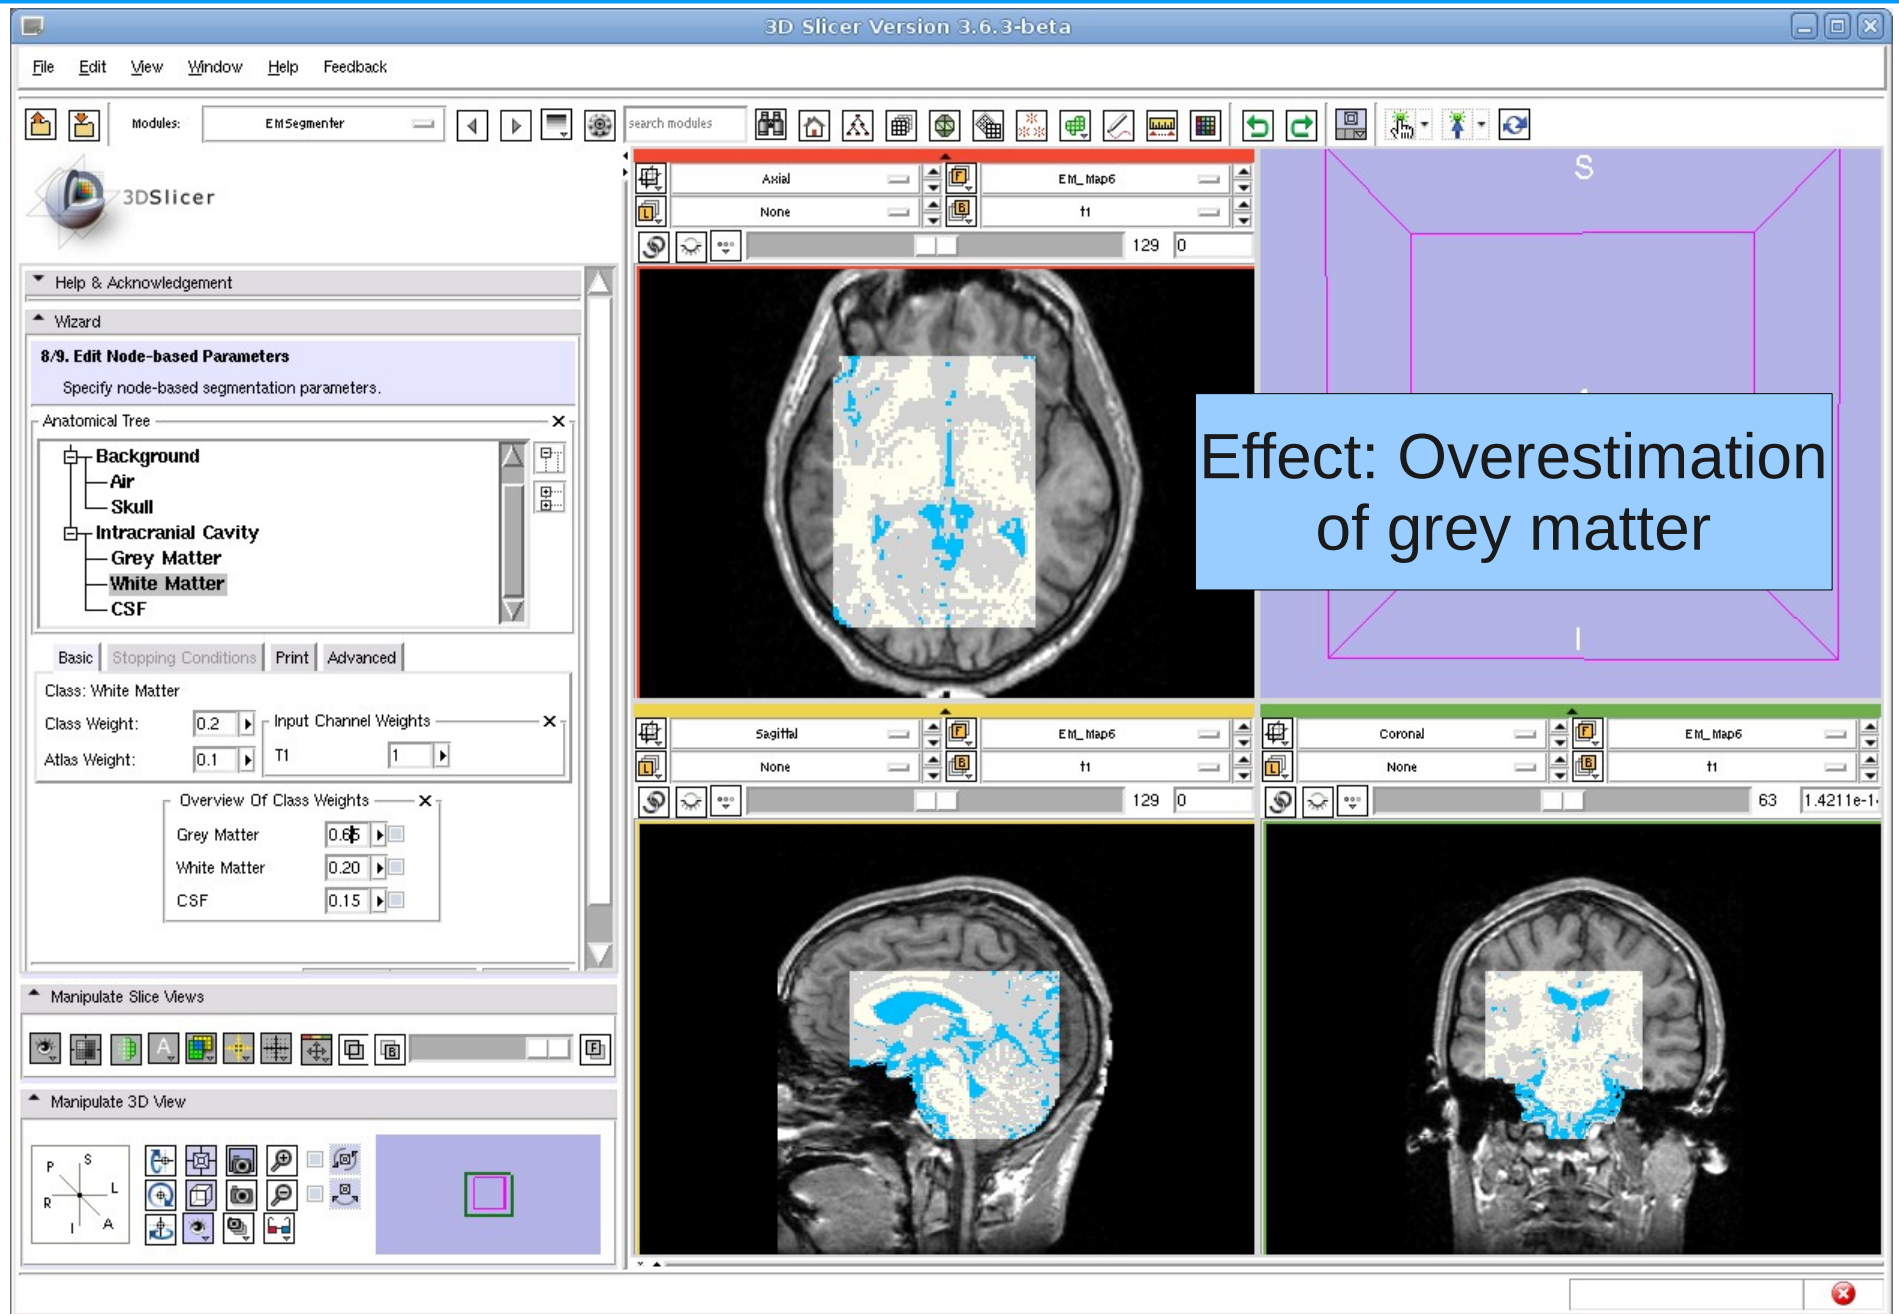 3D Slicer Version 3.6.3-beta
File Edit View Window Help Feedback
Modules: EMSegmenter search modules
3DSlicer
Help & Acknowledgement
Wizard
8/9. Edit Node-based Parameters
Specify node-based segmentation parameters.
Anatomical Tree
Background
Air
Skull
Intracranial Cavity
Grey Matter
White Matter
CSF
Basic Stopping Conditions Print Advanced
Class: White Matter
Class Weight: 0.2
Atlas Weight: 0.1
Input Channel Weights
T1 1
Overview Of Class Weights
Grey Matter 0.65
White Matter 0.20
CSF 0.15
Manipulate Slice Views
A B F
Manipulate 3D View
P S
R L
I A
Axial F EM_Map6
L None B t1
129 0
S
I
Effect: Overestimation
of grey matter
Sagittal F EM_Map6
L None B t1
129 0
Coronal F EM_Map6
L None B t1
63 1.4211e-1